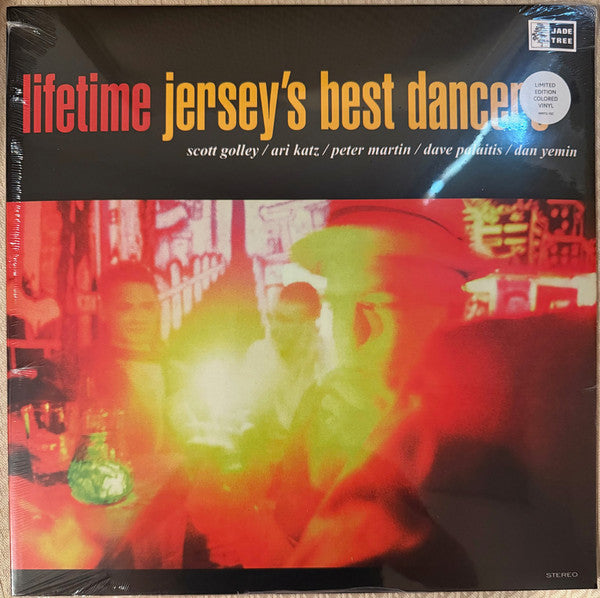 JADE
TREE
lifetime jersey's best dancers
LIMITED
EDITION
COLORED
VINYL
scott golley / ari katz / peter martin / dave palaitis / dan yemin
STEREO